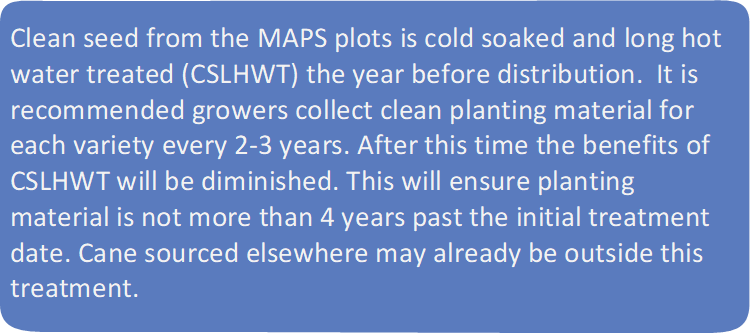 Clean seed from the MAPS plots is cold soaked and long hot
water treated (CSLHWT) the year before distribution.  It is
recommended growers collect clean planting material for
each variety every 2-3 years. After this time the benefits of
CSLHWT will be diminished. This will ensure planting
material is not more than 4 years past the initial treatment
date. Cane sourced elsewhere may already be outside this
treatment.